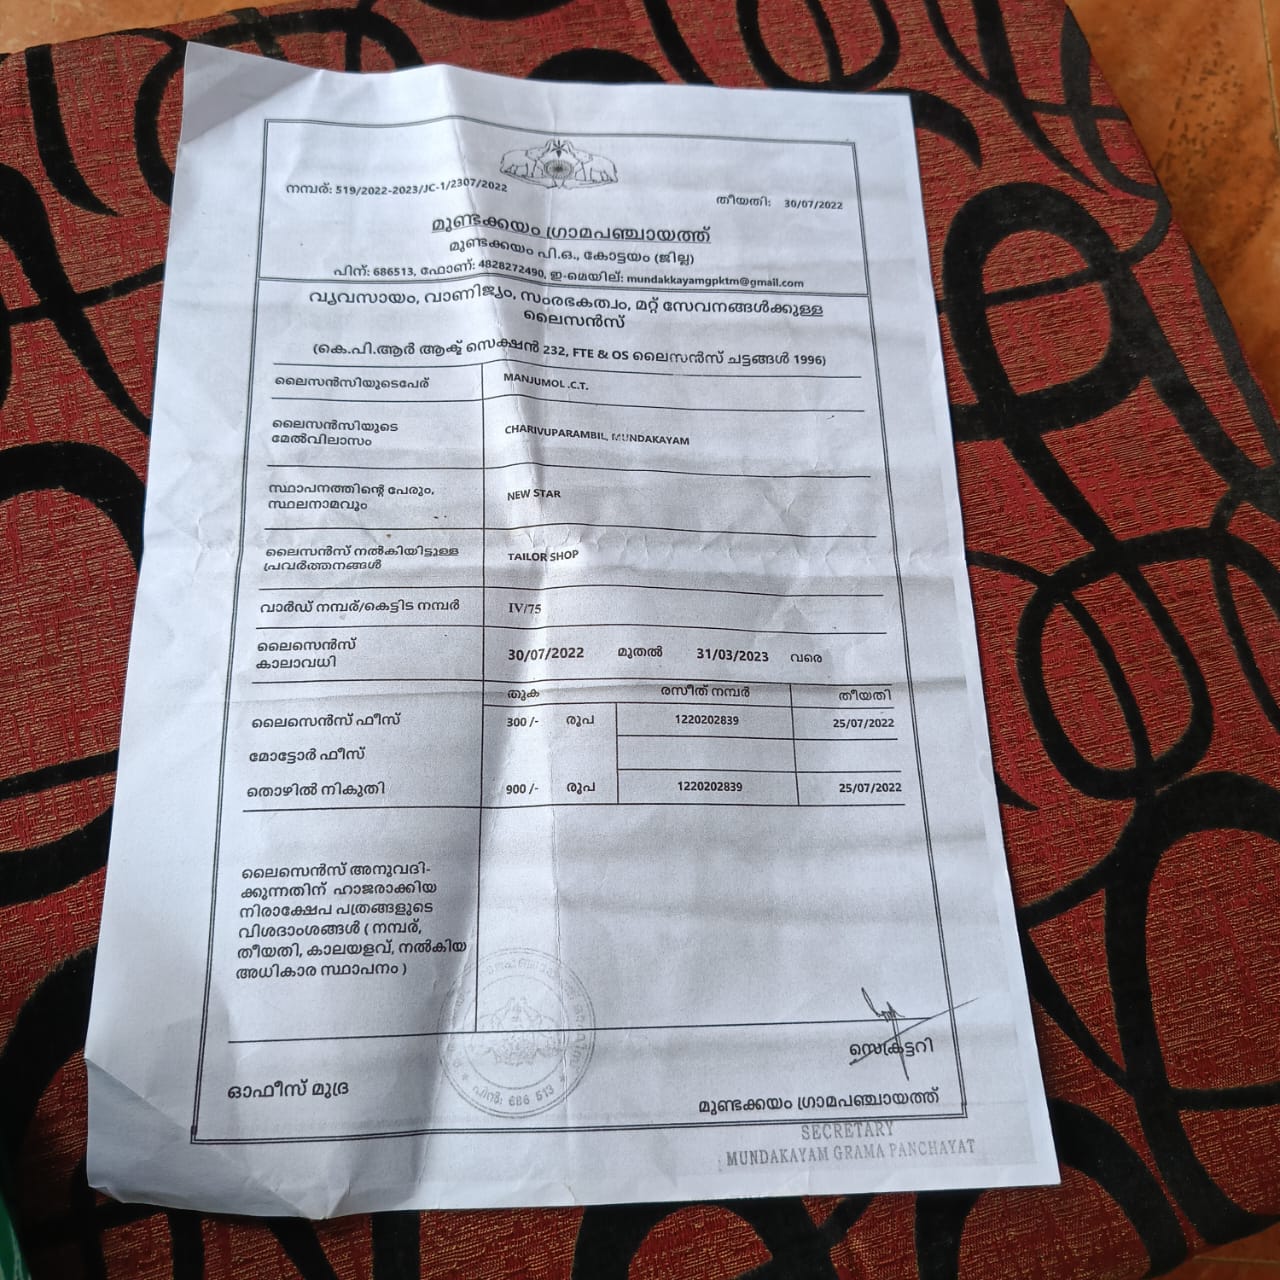 നമ്പര്: 519/2022-2023/JC-1/2307/2022
തീയതി: 30/07/2022
മുണ്ടക്കയം ഗ്രാമപഞ്ചായത്ത്
മുണ്ടക്കയം പി.ഒ., കോട്ടയം (ജില്ല)
പിന്: 686513, ഫോണ്: 4828272490, ഇ-മെയില്: mundakkayamgpktm@gmail.com
വ്യവസായം, വാണിജ്യം, സംരഭകത്വം, മറ്റ് സേവനങ്ങൾക്കുള്ള
ലൈസൻസ്
(കെ.പി.ആർ ആക്ട് സെക്ഷൻ 232, FTE & OS ലൈസൻസ് ചട്ടങ്ങൾ 1996)
ലൈസൻസിയുടെപേര് MANJUMOL .C.T.
ലൈസൻസിയുടെ
മേൽവിലാസം CHARIVUPARAMBIL, MUNDAKAYAM
സ്ഥാപനത്തിന്റെ പേരും,
സ്ഥലനാമവും NEW STAR
ലൈസൻസ് നൽകിയിട്ടുള്ള
പ്രവർത്തനങ്ങൾ TAILOR SHOP
വാർഡ് നമ്പര്/കെട്ടിട നമ്പർ IV/75
ലൈസെൻസ്
കാലാവധി 30/07/2022 മുതൽ 31/03/2023 വരെ
തുക രസീത് നമ്പർ തീയതി
ലൈസെൻസ് ഫീസ് 300 /- രൂപ 1220202839 25/07/2022
മോട്ടോർ ഫീസ്
തൊഴിൽ നികുതി 900 /- രൂപ 1220202839 25/07/2022
ലൈസെൻസ് അനുവദി-
ക്കുന്നതിന് ഹാജരാക്കിയ
നിരാക്ഷേപ പത്രങ്ങളുടെ
വിശദാംശങ്ങൾ ( നമ്പര്,
തീയതി, കാലയളവ്, നൽകിയ
അധികാര സ്ഥാപനം )
പിൻ: 686 513
സെക്രട്ടറി
ഓഫീസ് മുദ്ര
മുണ്ടക്കയം ഗ്രാമപഞ്ചായത്ത്
SECRETARY
MUNDAKAYAM GRAMA PANCHAYAT